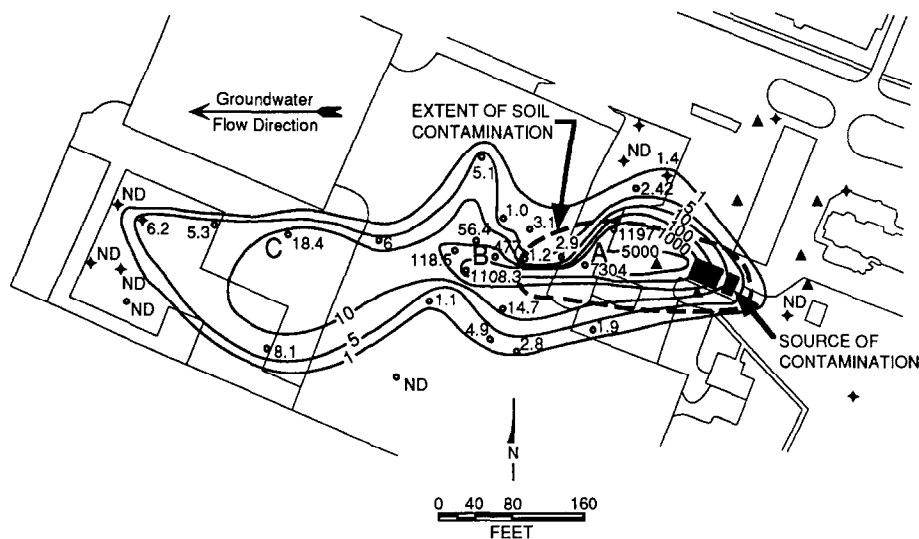 Groundwater
Flow Direction
EXTENT OF SOIL
CONTAMINATION
ND
1.4
5.1
2.42
1
5
10
100
1000
ND
6.2
5.3
C
18.4
6
1.0
3.1
56.4
477
B
1.2
2.9
A
1197
5000
118.5
1108.3
7304
ND
ND
10
5
1
1.1
14.7
4.9
2.8
1.9
8.1
ND
ND
SOURCE OF
CONTAMINATION
N
0 40 80 160
FEET